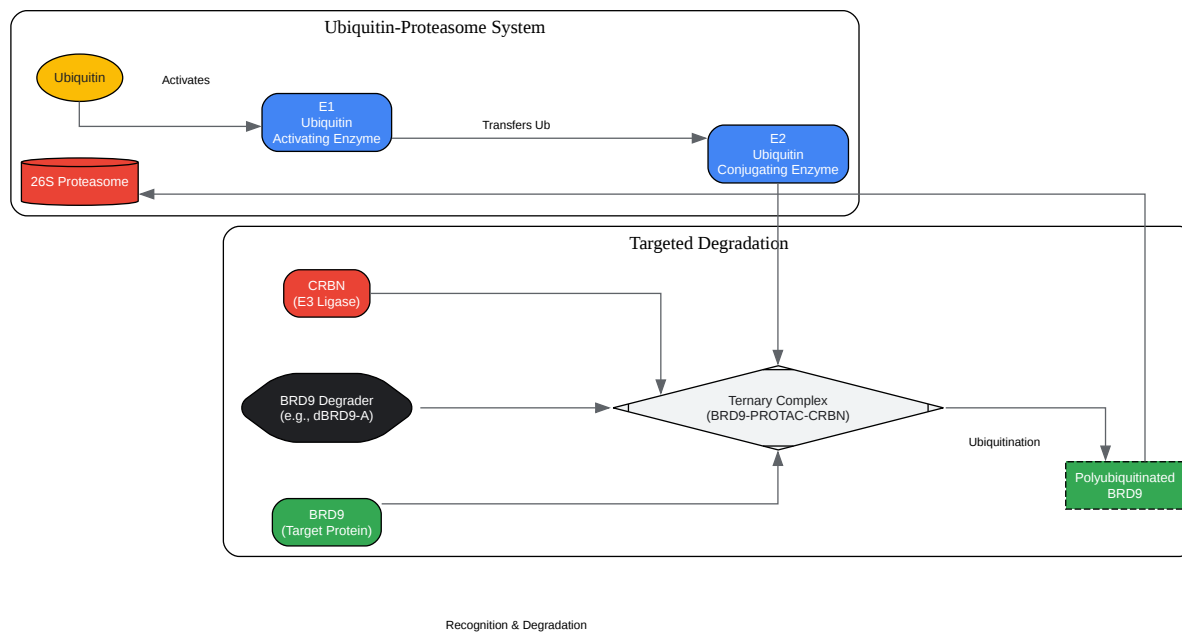 Ubiquitin-Proteasome System
Ubiquitin
Activates
E1
Ubiquitin
Activating Enzyme
Transfers Ub
E2
Ubiquitin
Conjugating Enzyme
26S Proteasome
Targeted Degradation
CRBN
(E3 Ligase)
BRD9 Degrader
(e.g., dBRD9-A)
Ternary Complex
(BRD9-PROTAC-CRBN)
Ubiquitination
Polyubiquitinated
BRD9
BRD9
(Target Protein)
Recognition & Degradation